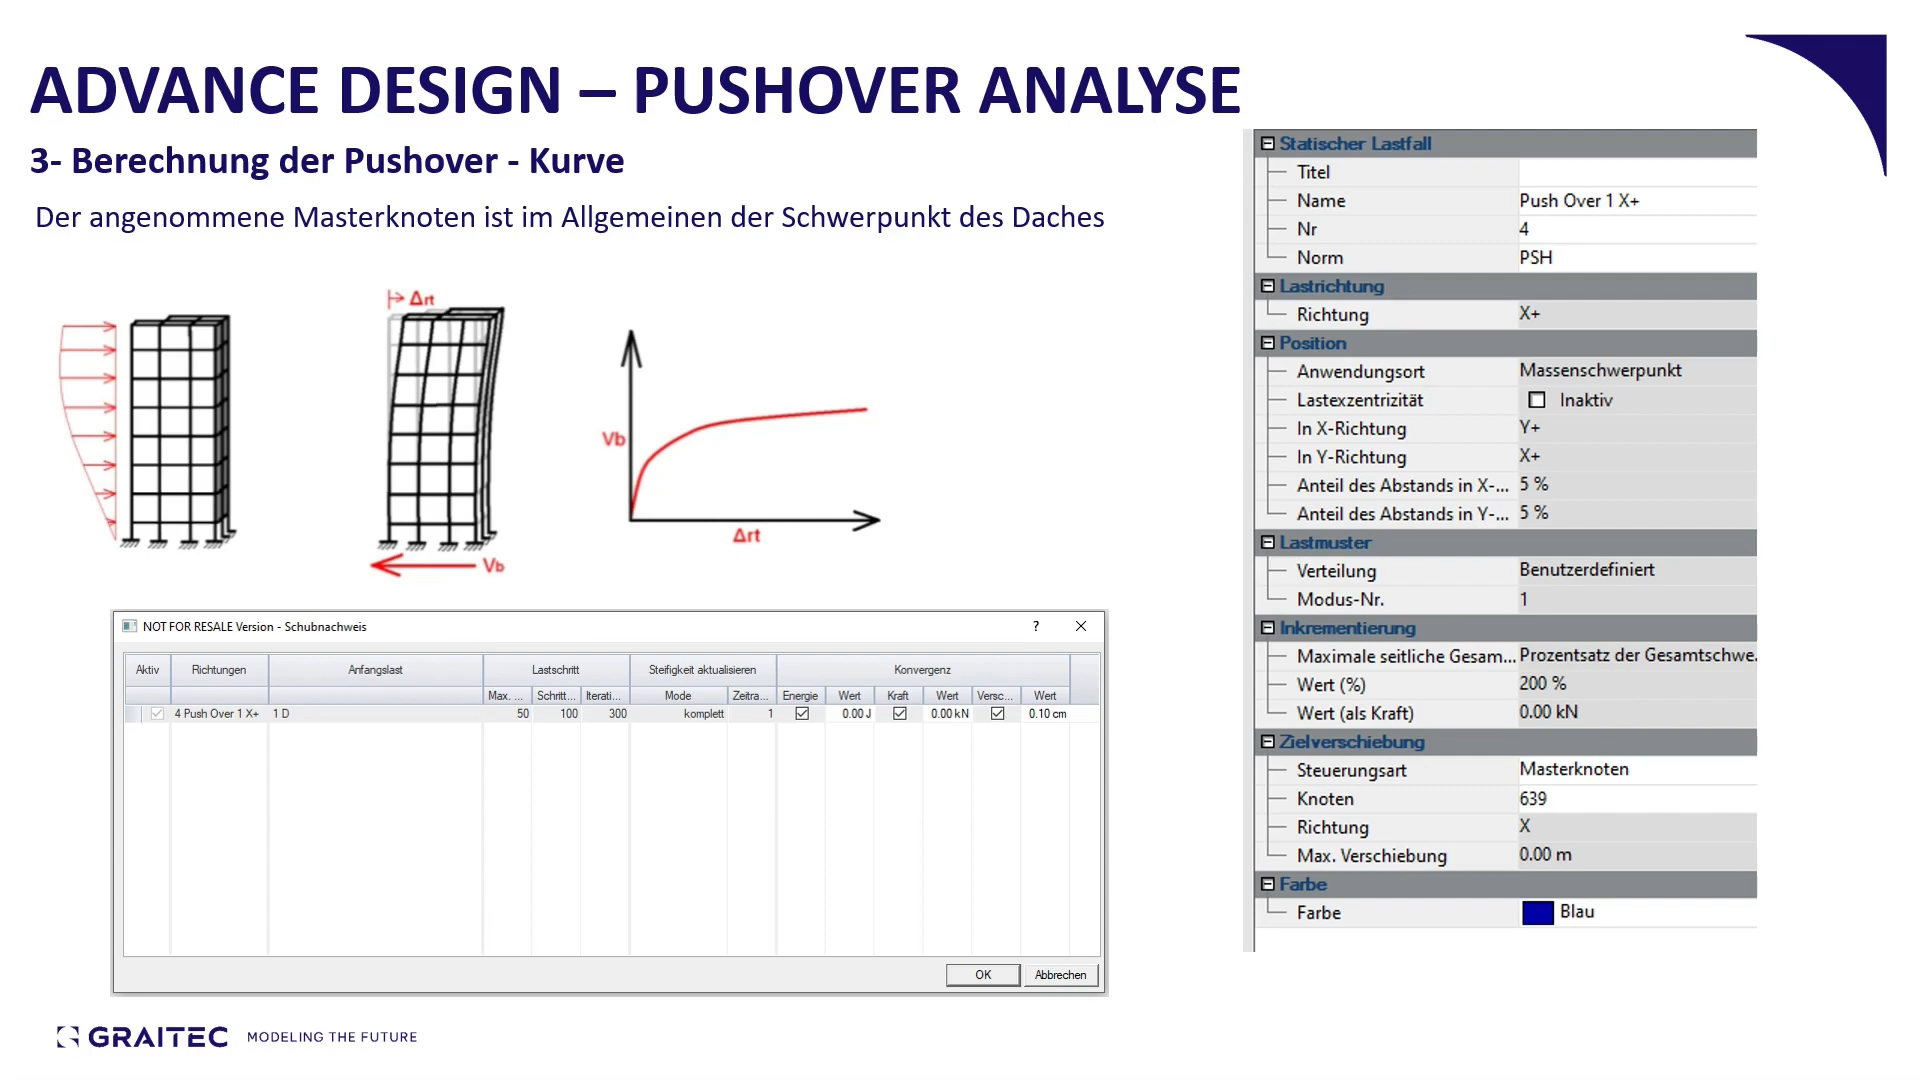 ADVANCE DESIGN – PUSHOVER ANALYSE
3- Berechnung der Pushover - Kurve
Der angenommene Masterknoten ist im Allgemeinen der Schwerpunkt des Daches
Δrt
Vb
Vb
Δrt
NOT FOR RESALE Version - Schubnachweis
?
Aktiv Richtungen Anfangslast Lastschritt Steifigkeit aktualisieren Konvergenz
Max. ... Schritt... Iterati... Mode Zeitra... Energie Wert Kraft Wert Versc... Wert
4 Push Over 1 X+ 1 D 50 100 300 komplett 1 0.00 J 0.00 kN 0.10 cm
OK Abbrechen
Statischer Lastfall
Titel
Name Push Over 1 X+
Nr 4
Norm PSH
Lastrichtung
Richtung X+
Position
Anwendungsort Massenschwerpunkt
Lastexzentrizität Inaktiv
In X-Richtung Y+
In Y-Richtung X+
Anteil des Abstands in X-... 5 %
Anteil des Abstands in Y-... 5 %
Lastmuster
Verteilung Benutzerdefiniert
Modus-Nr. 1
Inkrementierung
Maximale seitliche Gesam... Prozentsatz der Gesamtschwe.
Wert (%) 200 %
Wert (als Kraft) 0.00 kN
Zielverschiebung
Steuerungsart Masterknoten
Knoten 639
Richtung X
Max. Verschiebung 0.00 m
Farbe
Farbe Blau
GRAITEC MODELING THE FUTURE